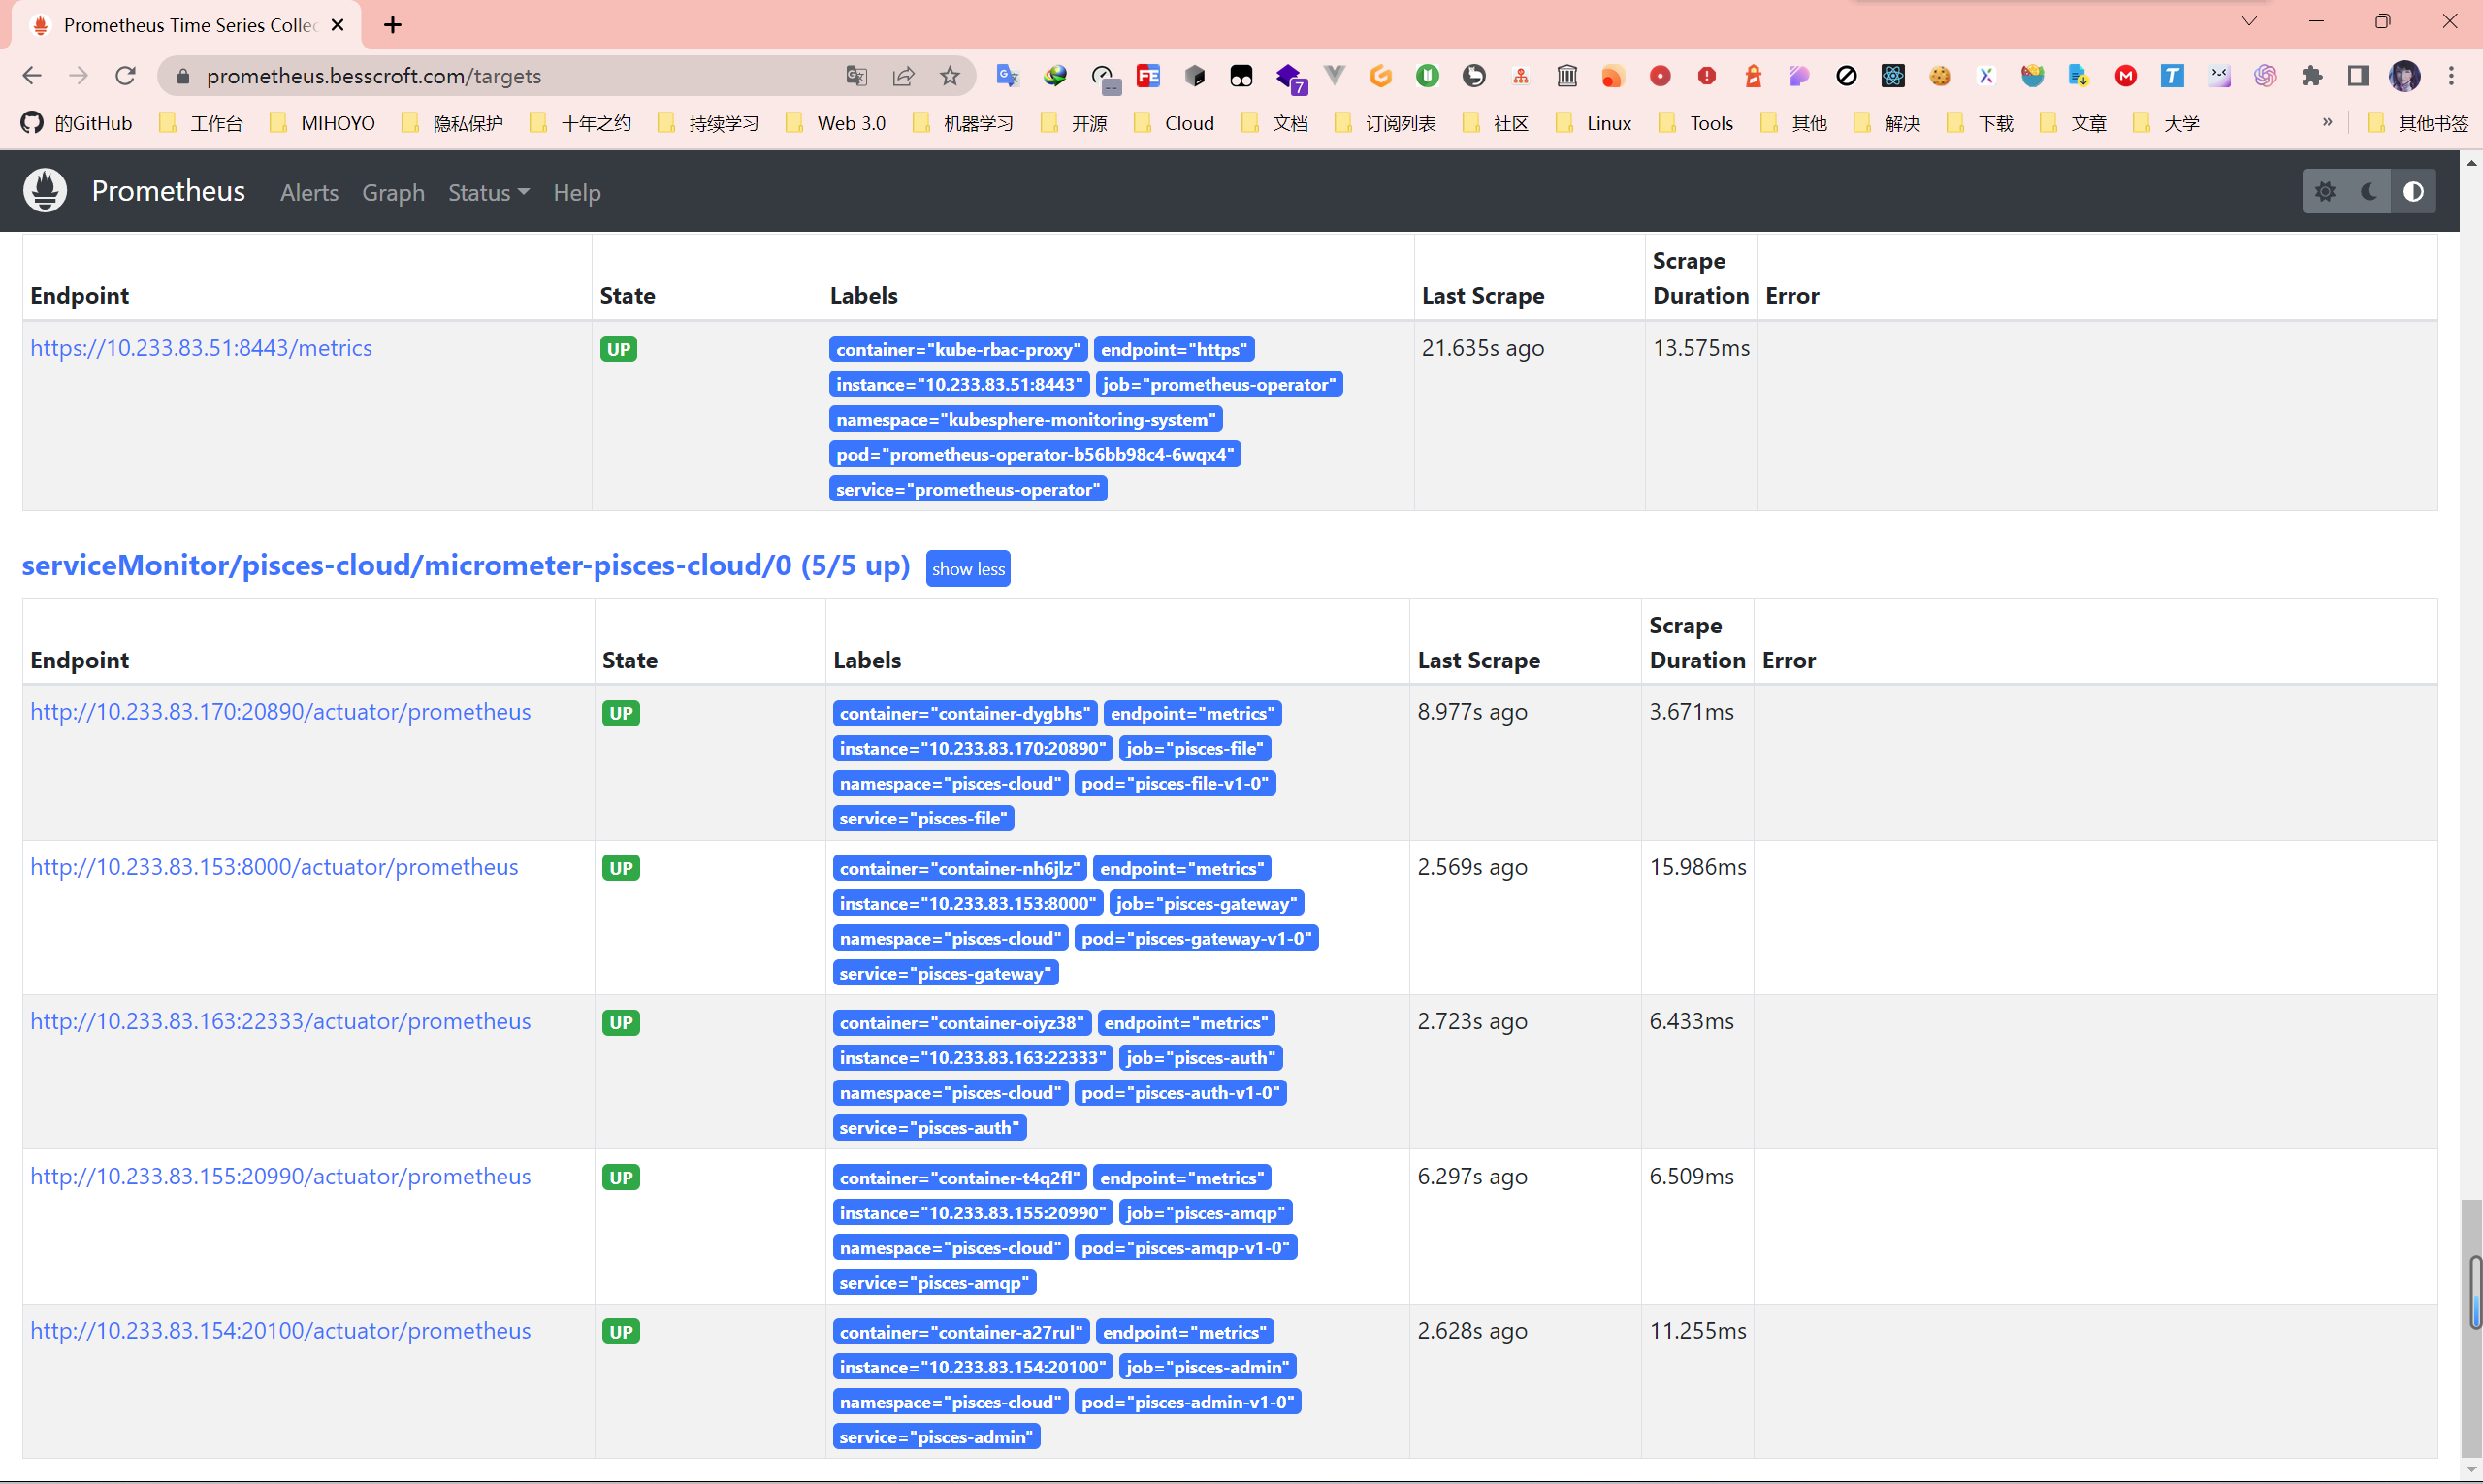 Prometheus Time Series Collec
prometheus.besscroft.com/targets
7
的GitHub 工作台 MIHOYO 隐私保护 十年之约 持续学习 Web 3.0 机器学习 开源 Cloud 文档 订阅列表 社区 Linux Tools 其他 解决 下载 文章 大学 » 其他书签
Prometheus Alerts Graph Status Help
Endpoint State Labels Last Scrape Scrape Duration Error
https://10.233.83.51:8443/metrics UP container="kube-rbac-proxy" endpoint="https" 21.635s ago 13.575ms
instance="10.233.83.51:8443" job="prometheus-operator"
namespace="kubesphere-monitoring-system"
pod="prometheus-operator-b56bb98c4-6wqx4"
service="prometheus-operator"
serviceMonitor/pisces-cloud/micrometer-pisces-cloud/0 (5/5 up) show less
Endpoint State Labels Last Scrape Scrape Duration Error
http://10.233.83.170:20890/actuator/prometheus UP container="container-dygbhs" endpoint="metrics" 8.977s ago 3.671ms
instance="10.233.83.170:20890" job="pisces-file"
namespace="pisces-cloud" pod="pisces-file-v1-0"
service="pisces-file"
http://10.233.83.153:8000/actuator/prometheus UP container="container-nh6jlz" endpoint="metrics" 2.569s ago 15.986ms
instance="10.233.83.153:8000" job="pisces-gateway"
namespace="pisces-cloud" pod="pisces-gateway-v1-0"
service="pisces-gateway"
http://10.233.83.163:22333/actuator/prometheus UP container="container-oiyz38" endpoint="metrics" 2.723s ago 6.433ms
instance="10.233.83.163:22333" job="pisces-auth"
namespace="pisces-cloud" pod="pisces-auth-v1-0"
service="pisces-auth"
http://10.233.83.155:20990/actuator/prometheus UP container="container-t4q2fl" endpoint="metrics" 6.297s ago 6.509ms
instance="10.233.83.155:20990" job="pisces-amqp"
namespace="pisces-cloud" pod="pisces-amqp-v1-0"
service="pisces-amqp"
http://10.233.83.154:20100/actuator/prometheus UP container="container-a27rul" endpoint="metrics" 2.628s ago 11.255ms
instance="10.233.83.154:20100" job="pisces-admin"
namespace="pisces-cloud" pod="pisces-admin-v1-0"
service="pisces-admin"